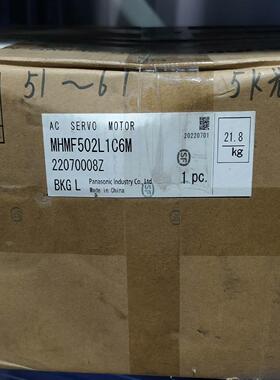 51～61
AC SERVO MOTOR
20220701
21.8
kg
MHMF502L1C6M
22070008Z
BKG L
Panasonic Industry Co., Ltd.
Made in China
1 pc.